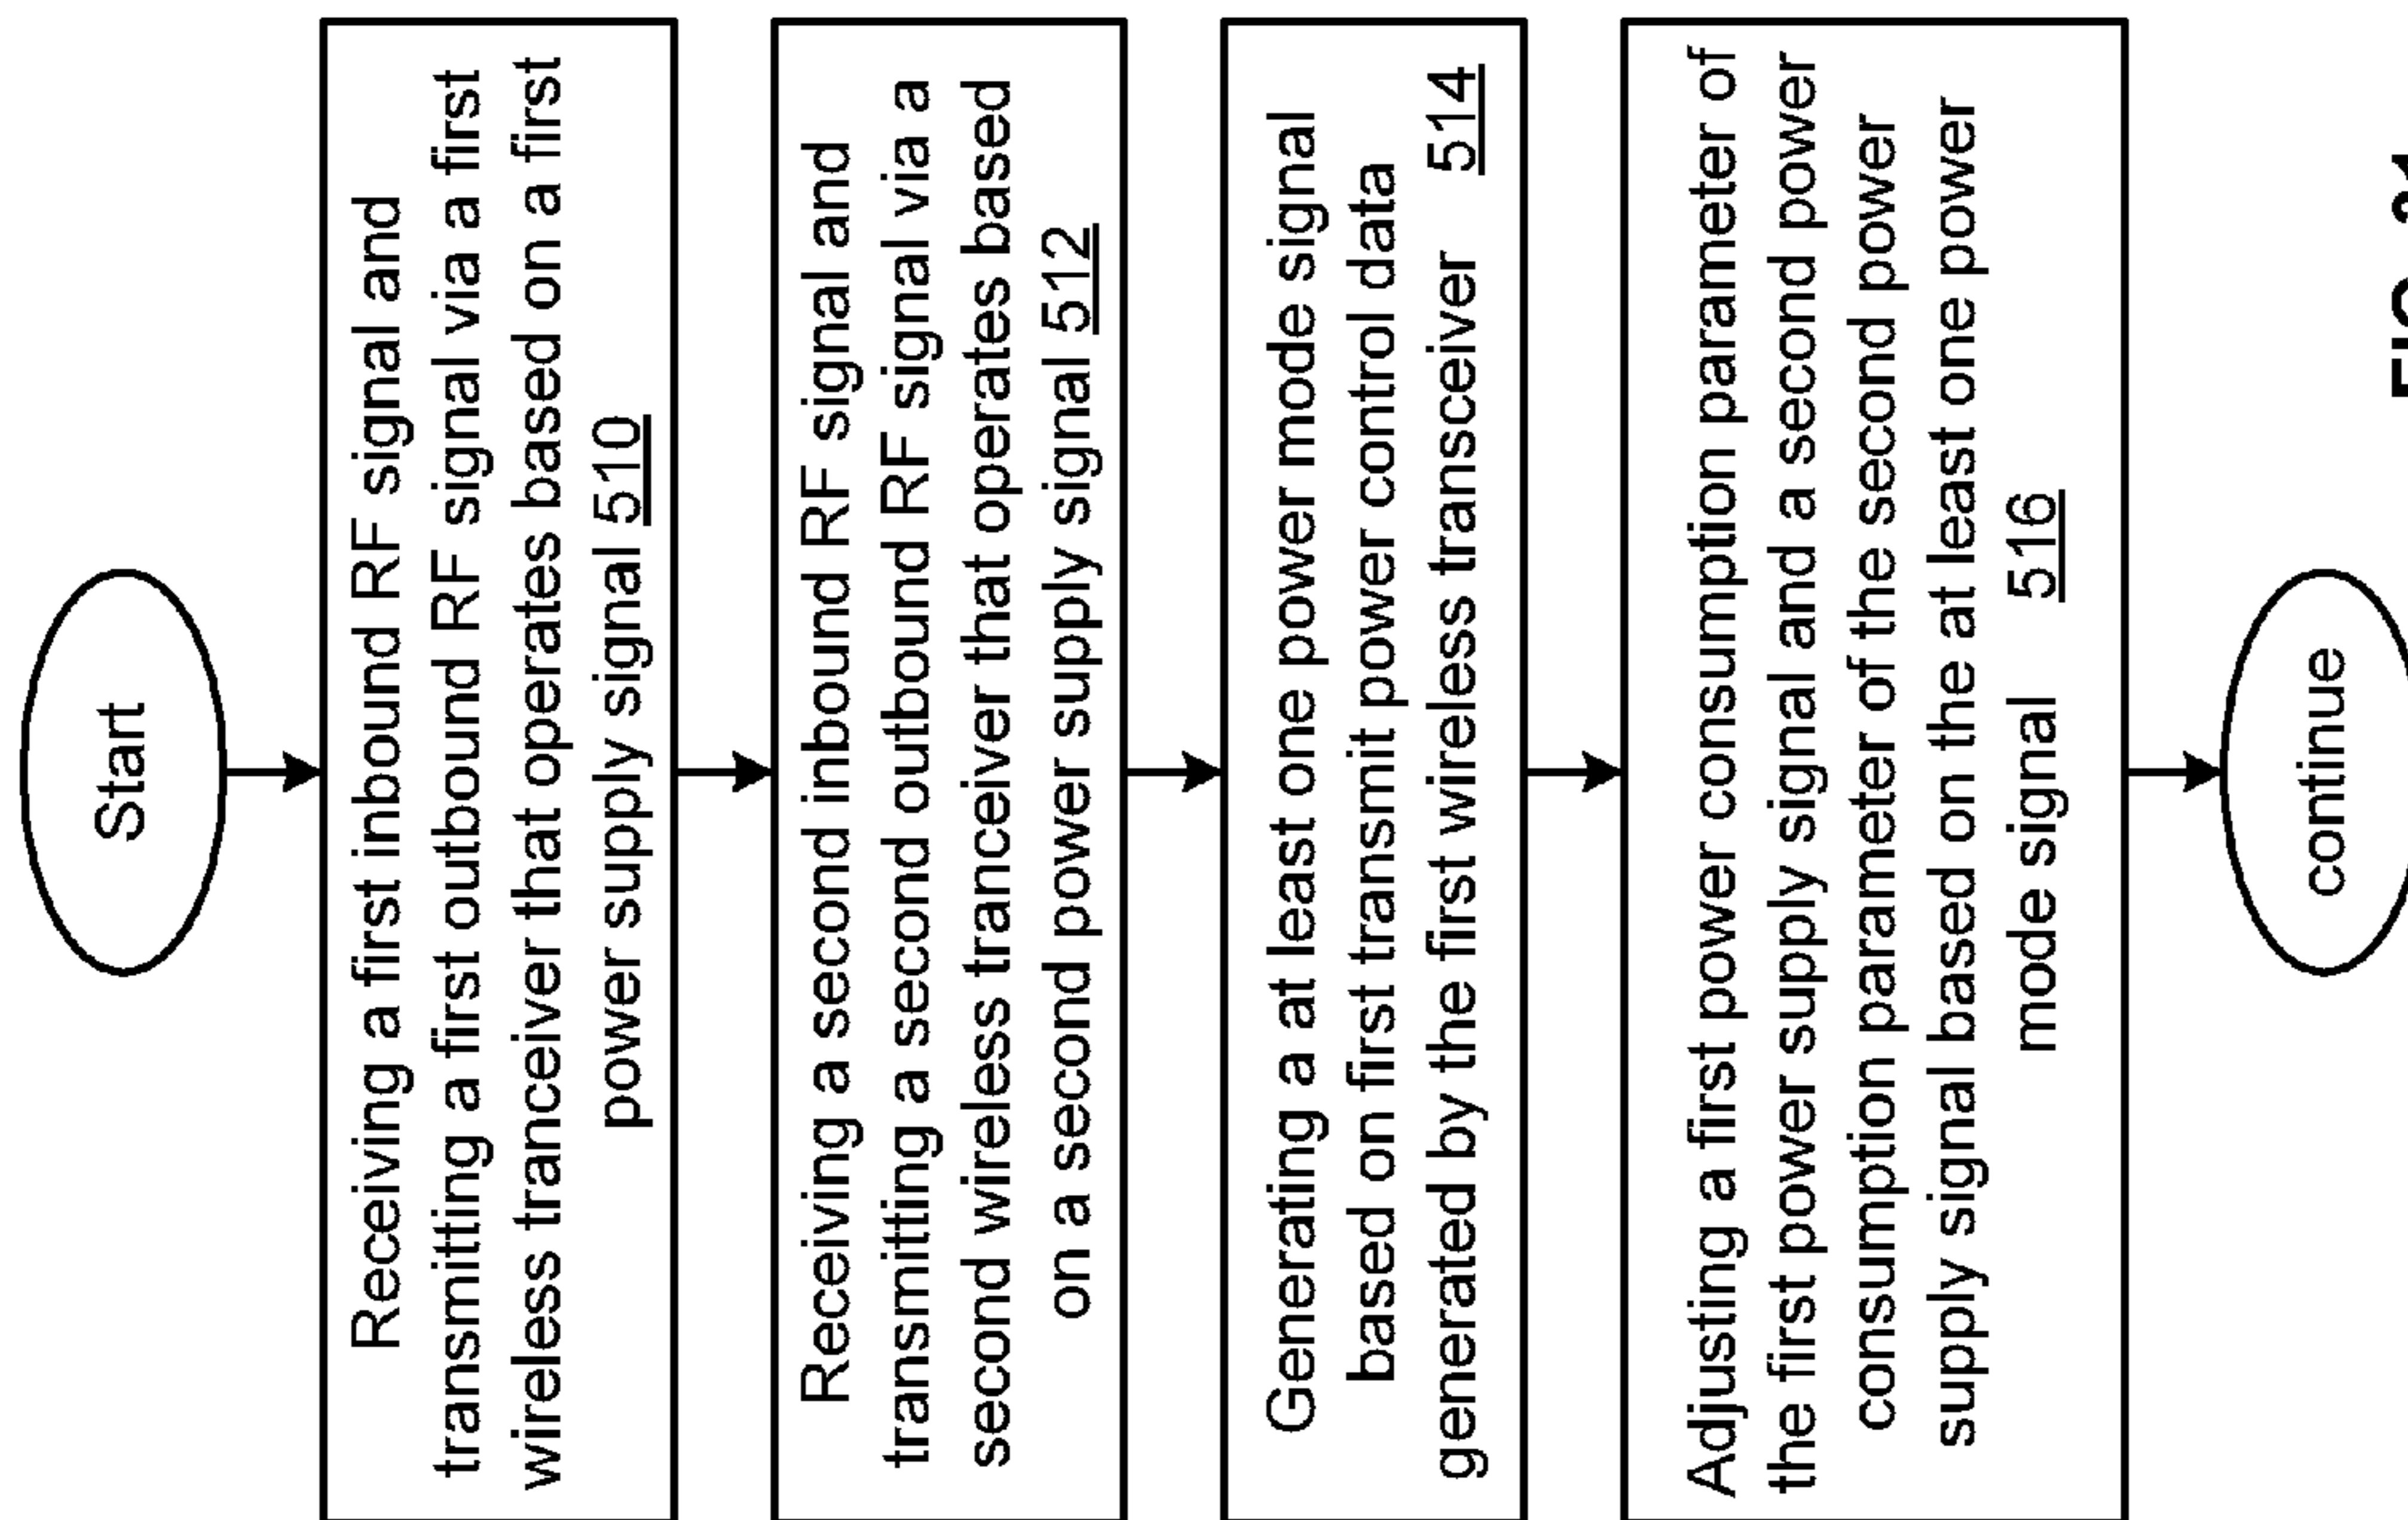 Start
Receiving a first inbound RF signal and
transmitting a first outbound RF signal via a first
wireless tranceiver that operates based on a first
power supply signal 510
Receiving a second inbound RF signal and
transmitting a second outbound RF signal via a
second wireless tranceiver that operates based
on a second power supply signal 512
Generating a at least one power mode signal
based on first transmit power control data
generated by the first wireless transceiver 514
Adjusting a first power consumption parameter of
the first power supply signal and a second power
consumption parameter of the second power
supply signal based on the at least one power
mode signal 516
continue